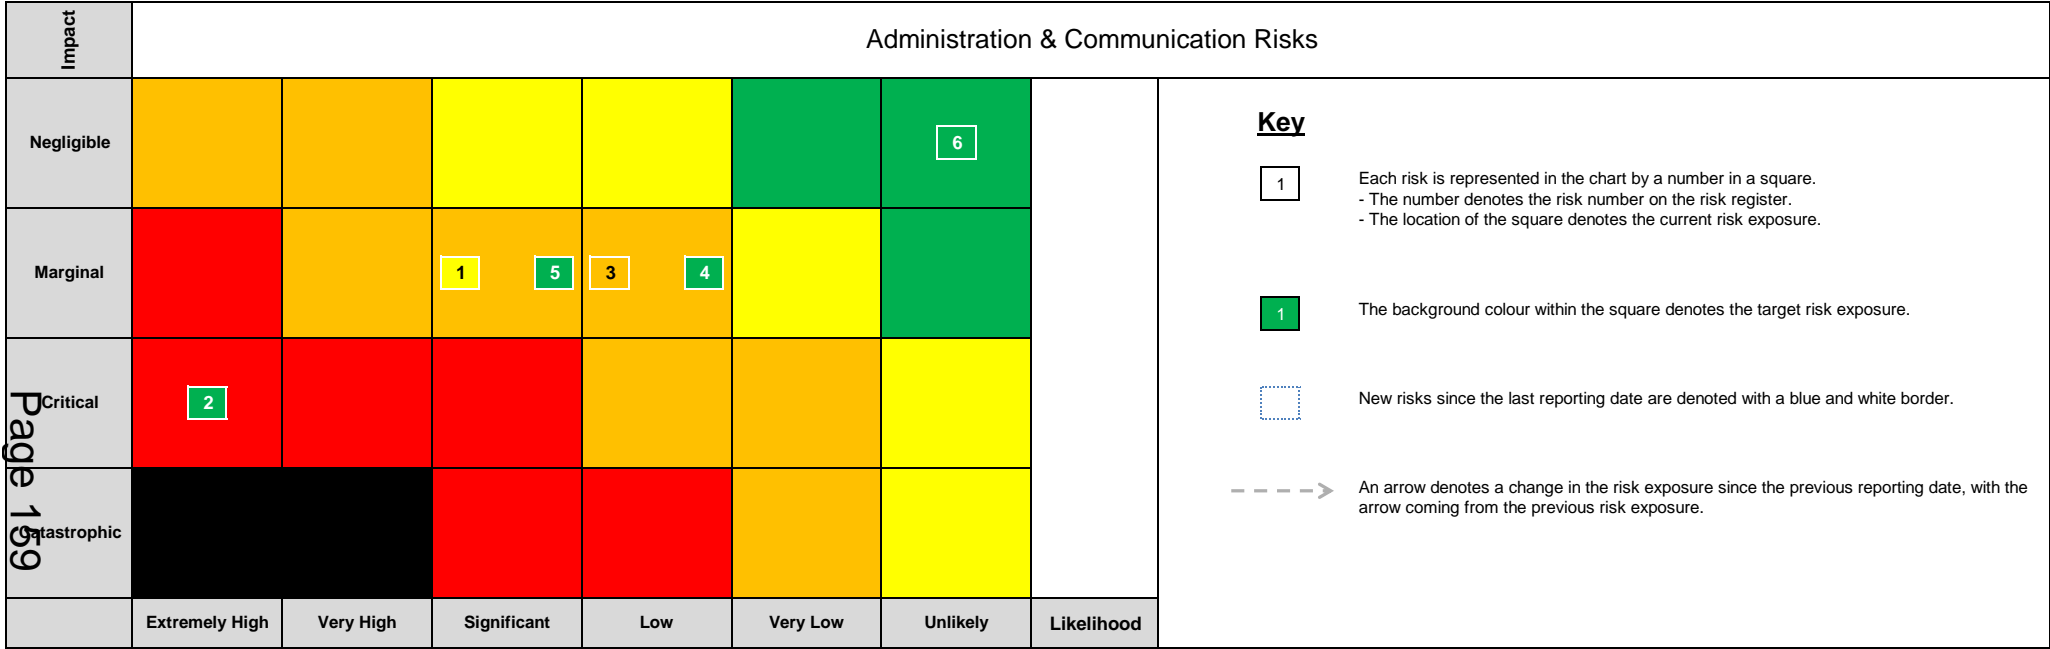 Impact
Administration & Communication Risks
Negligible
6
Marginal
1
5
3
4
Critical
2
Catastrophic
Extremely High
Very High
Significant
Low
Very Low
Unlikely
Likelihood
Key
1
Each risk is represented in the chart by a number in a square.
- The number denotes the risk number on the risk register.
- The location of the square denotes the current risk exposure.
1
The background colour within the square denotes the target risk exposure.
New risks since the last reporting date are denoted with a blue and white border.
An arrow denotes a change in the risk exposure since the previous reporting date, with the
arrow coming from the previous risk exposure.
Page 159